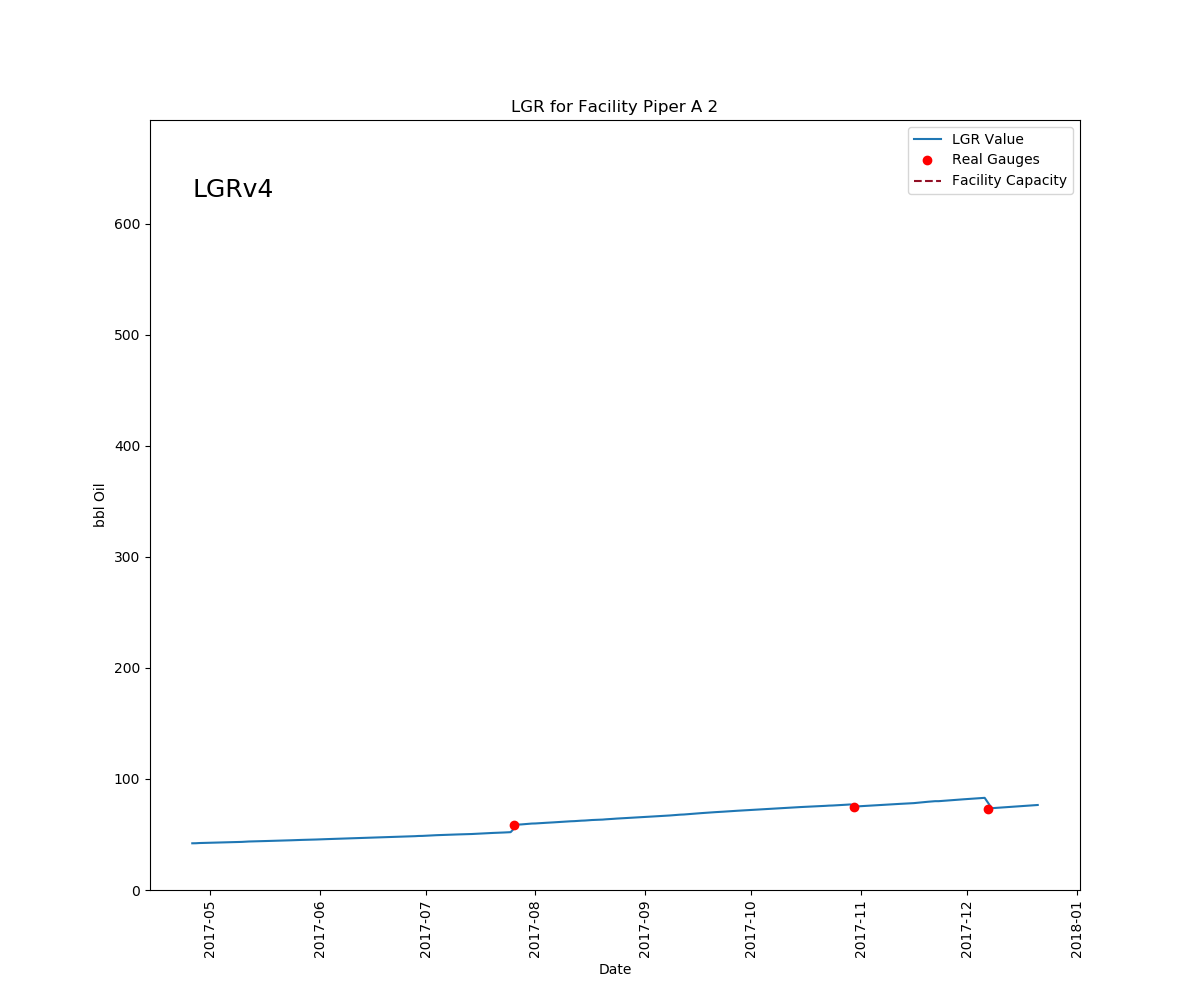 LGR for Facility Piper A 2
LGR Value
Real Gauges
Facility Capacity
LGRv4
600
500
400
300
200
100
0
bbl Oil
2017-05
2017-06
2017-07
2017-08
2017-09
2017-10
2017-11
2017-12
2018-01
Date